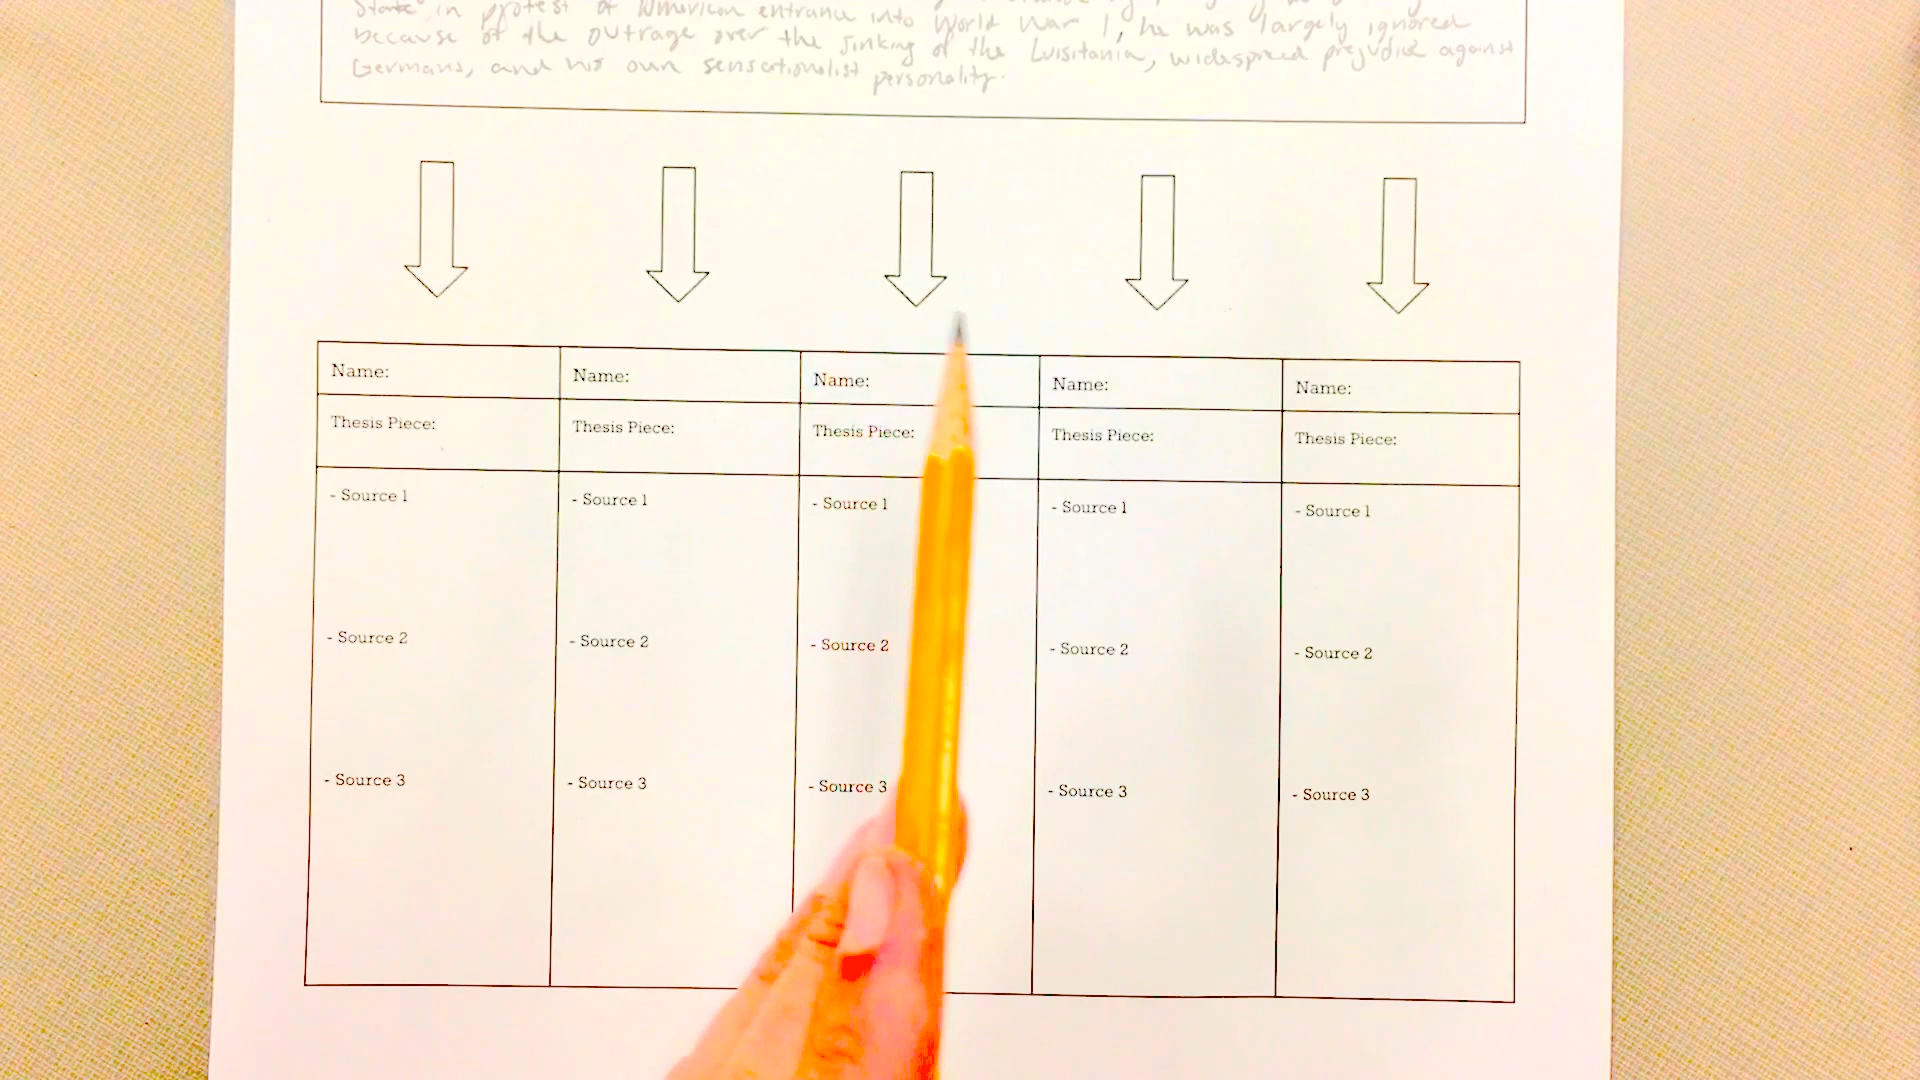 State in protest of American entrance into World War 1, he was largely ignored
because of the outrage over the sinking of the Luisitania, widespread prejudice against
Germans, and his own sensationalist personality.
Name: Name: Name: Name: Name:
Thesis Piece: Thesis Piece: Thesis Piece: Thesis Piece: Thesis Piece:
- Source 1 - Source 1 - Source 1 - Source 1 - Source 1
- Source 2 - Source 2 - Source 2 - Source 2 - Source 2
- Source 3 - Source 3 - Source 3 - Source 3 - Source 3